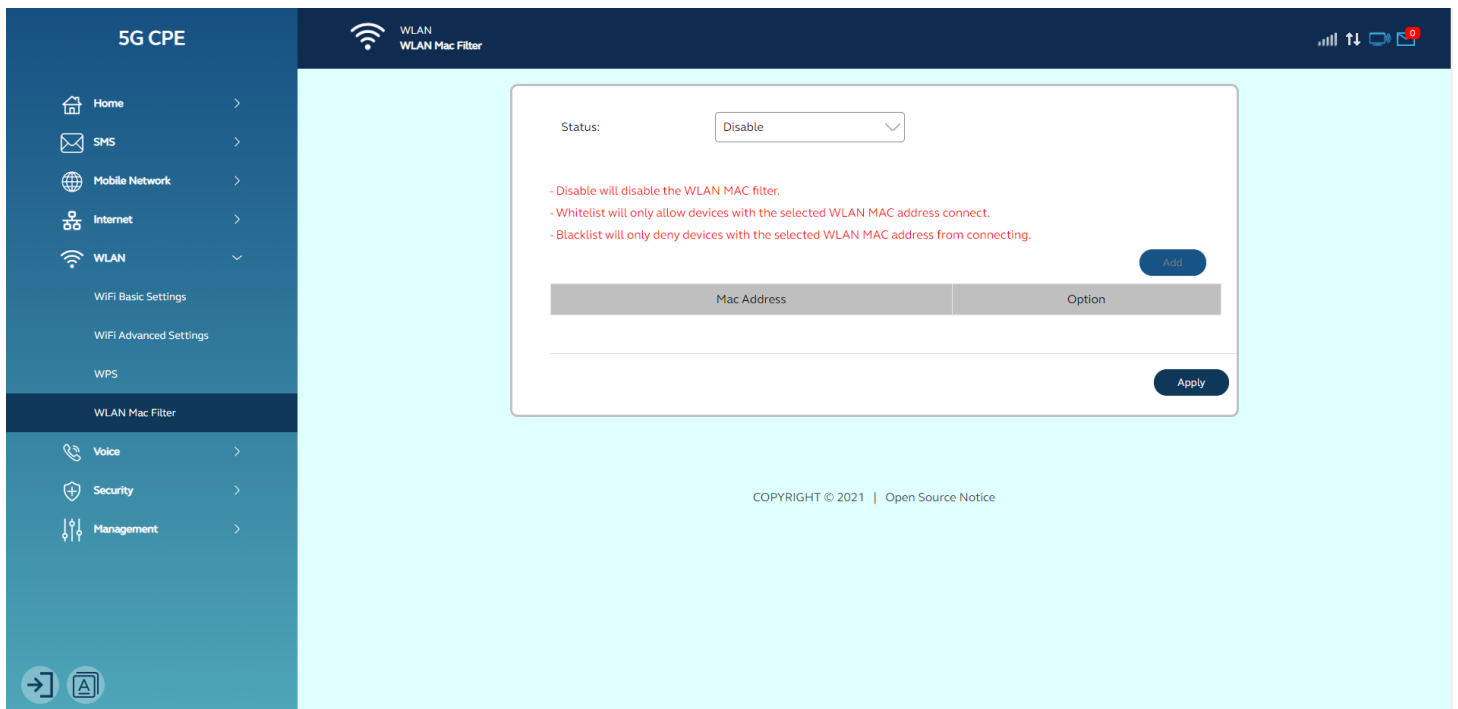 5G CPE
WLAN
WLAN Mac Filter
0
Home
SMS
Mobile Network
Internet
WLAN
WiFi Basic Settings
WiFi Advanced Settings
WPS
WLAN Mac Filter
Voice
Security
Management
A
Status: Disable
- Disable will disable the WLAN MAC filter.
- Whitelist will only allow devices with the selected WLAN MAC address connect.
- Blacklist will only deny devices with the selected WLAN MAC address from connecting.
Add
Mac Address Option
Apply
COPYRIGHT © 2021 | Open Source Notice